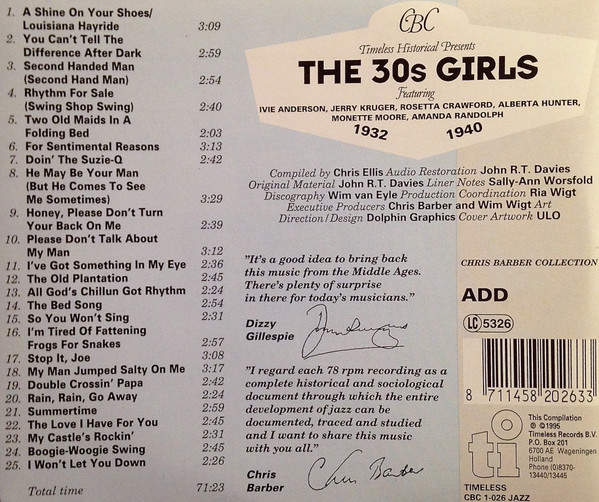 1. A Shine On Your Shoes/
Louisiana Hayride 3:09
2. You Can't Tell The
Difference After Dark 2:59
3. Second Handed Man
(Second Hand Man) 2:54
4. Rhythm For Sale
(Swing Shop Swing) 2:40
5. Two Old Maids In A
Folding Bed 2:03
6. For Sentimental Reasons 3:13
7. Doin' The Suzie-Q 2:42
8. He May Be Your Man
(But He Comes To See
Me Sometimes) 3:29
9. Honey, Please Don't Turn
Your Back On Me 2:39
10. Please Don't Talk About
My Man 3:12
11. I've Got Something In My Eye 2:36
12. The Old Plantation 2:45
13. All God's Chillun Got Rhythm 2:24
14. The Bed Song 2:54
15. So You Won't Sing 2:31
16. I'm Tired Of Fattening
Frogs For Snakes 2:57
17. Stop It, Joe 3:08
18. My Man Jumped Salty On Me 3:17
19. Double Crossin' Papa 2:42
20. Rain, Rain, Go Away 2:24
21. Summertime 2:59
22. The Love I Have For You 2:45
23. My Castle's Rockin' 2:31
24. Boogie-Woogie Swing 2:44
25. I Won't Let You Down 2:26
Total time 71:23
CBC
Timeless Historical Presents
THE 30s GIRLS
Featuring
IVIE ANDERSON, JERRY KRUGER, ROSETTA CRAWFORD, ALBERTA HUNTER,
MONETTE MOORE, AMANDA RANDOLPH
1932 1940
Compiled by Chris Ellis Audio Restoration John R.T. Davies
Original Material John R.T. Davies Liner Notes Sally-Ann Worsfold
Discography Wim van Eyle Production Coordination Ria Wigt
Executive Producers Chris Barber and Wim Wigt Art
Direction/Design Dolphin Graphics Cover Artwork ULO
"It's a good idea to bring back
this music from the Middle Ages.
There's plenty of surprise
in there for today's musicians."
Dizzy
Gillespie
"I regard each 78 rpm recording as a
complete historical and sociological
document through which the entire
development of jazz can be
documented, traced and studied
and I want to share this music
with you all."
Chris
Barber
Chris Barber
CHRIS BARBER COLLECTION
ADD
LC 5326
8 711458 202633
ti
This Compilation
℗ ©1995
Timeless Records B.V.
P.O. Box 201
6700 AE Wageningen
Holland
Phone (0)8370-
13440/13445
TIMELESS
CBC 1-026 JAZZ